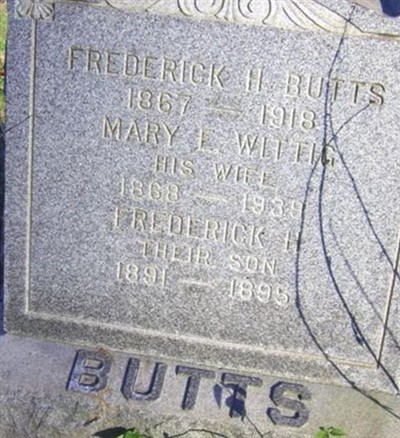 FREDERICK H. BUTTS
1867 — 1918
MARY E. WITTIG
HIS WIFE
1868 — 1939
FREDERICK H
THEIR SON
1891 — 1895
BUTTS